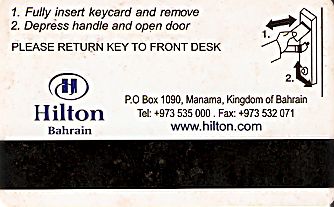 1. Fully insert keycard and remove
2. Depress handle and open door
PLEASE RETURN KEY TO FRONT DESK
1.
2.
H
Hilton
Bahrain
P.O Box 1090, Manama, Kingdom of Bahrain
Tel: +973 535 000 . Fax: +973 532 071
www.hilton.com